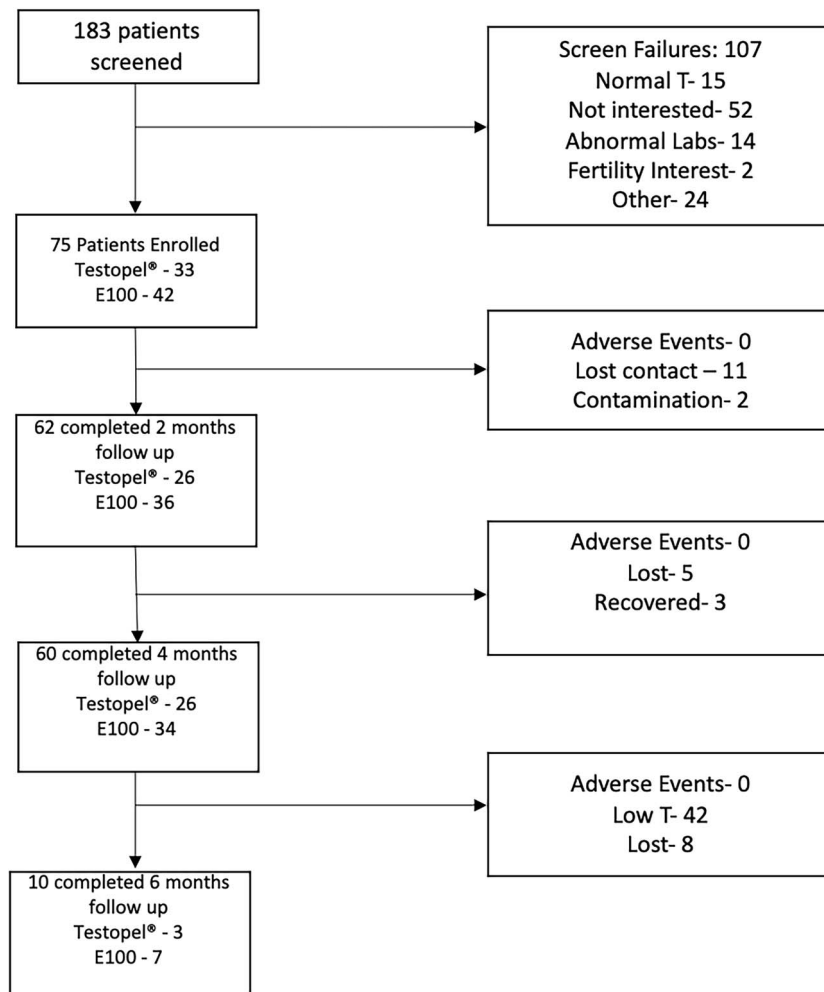 183 patients
screened
Screen Failures: 107
Normal T- 15
Not interested- 52
Abnormal Labs- 14
Fertility Interest- 2
Other- 24
75 Patients Enrolled
Testopel® - 33
E100 - 42
Adverse Events- 0
Lost contact – 11
Contamination- 2
62 completed 2 months
follow up
Testopel® - 26
E100 - 36
Adverse Events- 0
Lost- 5
Recovered- 3
60 completed 4 months
follow up
Testopel® - 26
E100 - 34
Adverse Events- 0
Low T- 42
Lost- 8
10 completed 6 months
follow up
Testopel® - 3
E100 - 7